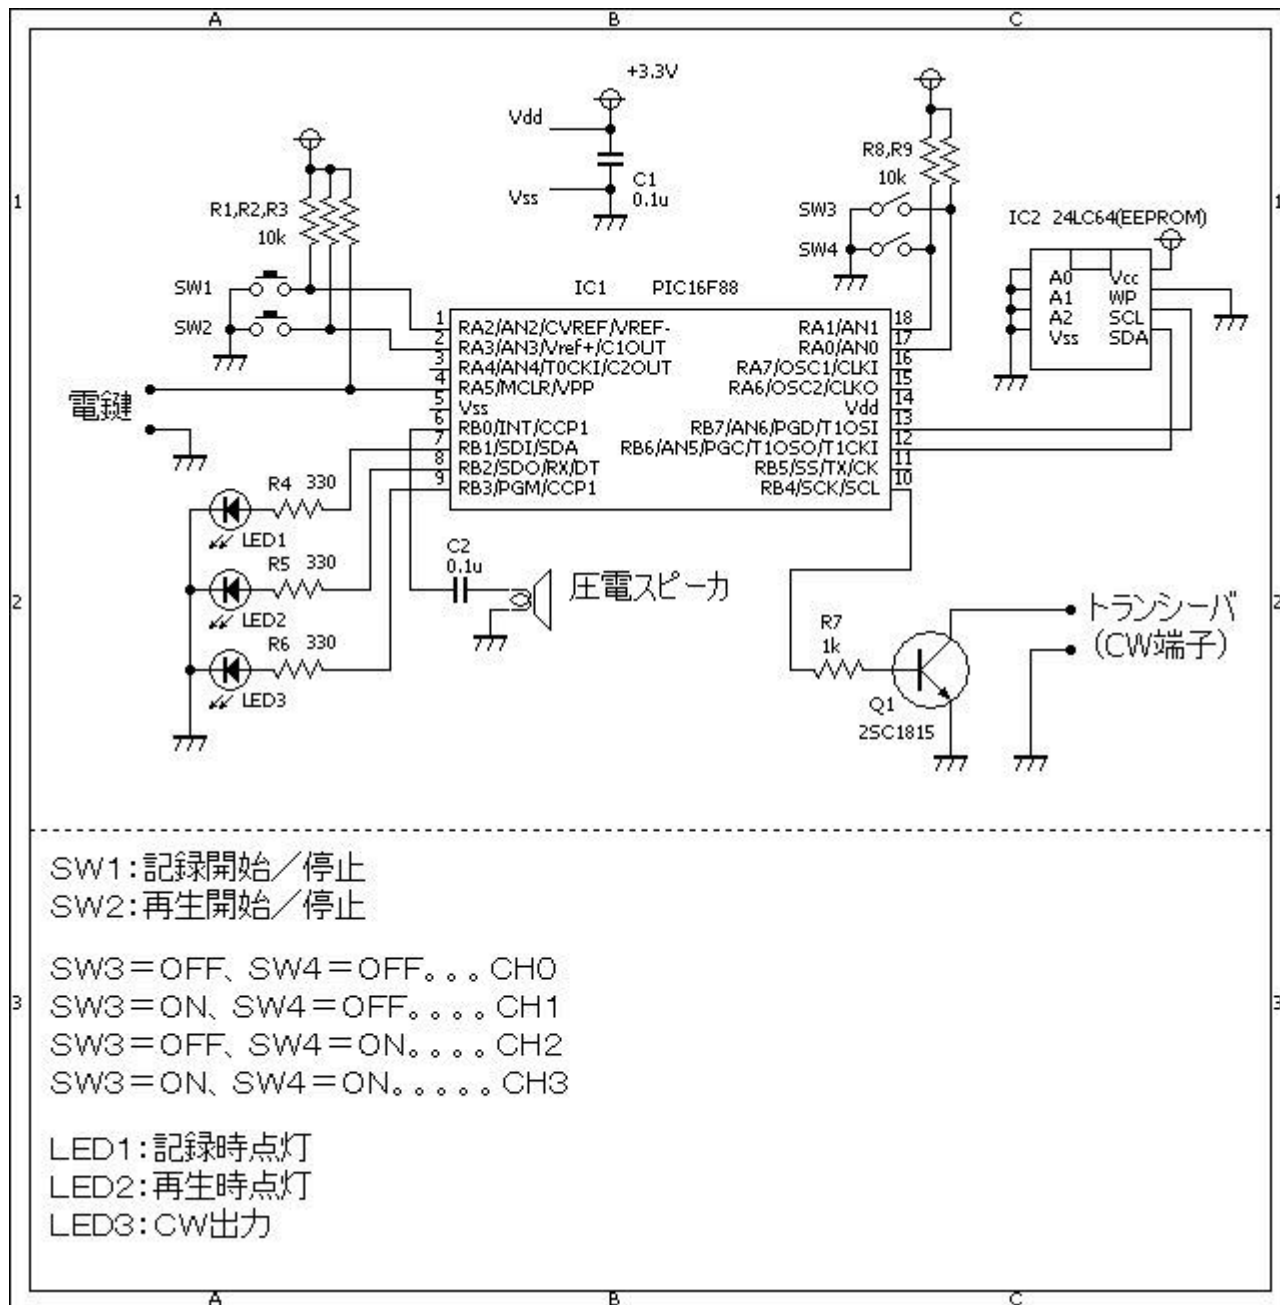 A B C
+3.3V
Vdd
Vss
C1
0.1u
R1,R2,R3
10k
SW1
SW2
R8,R9
10k
SW3
SW4
IC2 24LC64(EEPROM)
A0 Vcc
A1 WP
A2 SCL
Vss SDA
1 1
IC1 PIC16F88
1 RA2/AN2/CVREF/VREF- RA1/AN1 18
2 RA3/AN3/Vref+/C1OUT RA0/AN0 17
3 RA4/AN4/T0CKI/C2OUT RA7/OSC1/CLKI 16
4 RA5/MCLR/VPP RA6/OSC2/CLKO 15
5 Vss Vdd 14
6 RB0/INT/CCP1 RB7/AN6/PGD/T1OSI 13
7 RB1/SDI/SDA RB6/AN5/PGC/T1OSO/T1CKI 12
8 RB2/SDO/RX/DT RB5/SS/TX/CK 11
9 RB3/PGM/CCP1 RB4/SCK/SCL 10
電鍵
R4 330
LED1
R5 330
LED2
R6 330
LED3
C2
0.1u
圧電スピーカ
R7
1k
Q1
2SC1815
トランシーバ
（CW端子）
2 2
SW1：記録開始／停止
SW2：再生開始／停止
SW3＝OFF、SW4＝OFF。。。CH0
SW3＝ON、SW4＝OFF。。。。CH1
SW3＝OFF、SW4＝ON。。。。CH2
SW3＝ON、SW4＝ON。。。。。CH3
3 3
LED1：記録時点灯
LED2：再生時点灯
LED3：CW出力
A B C